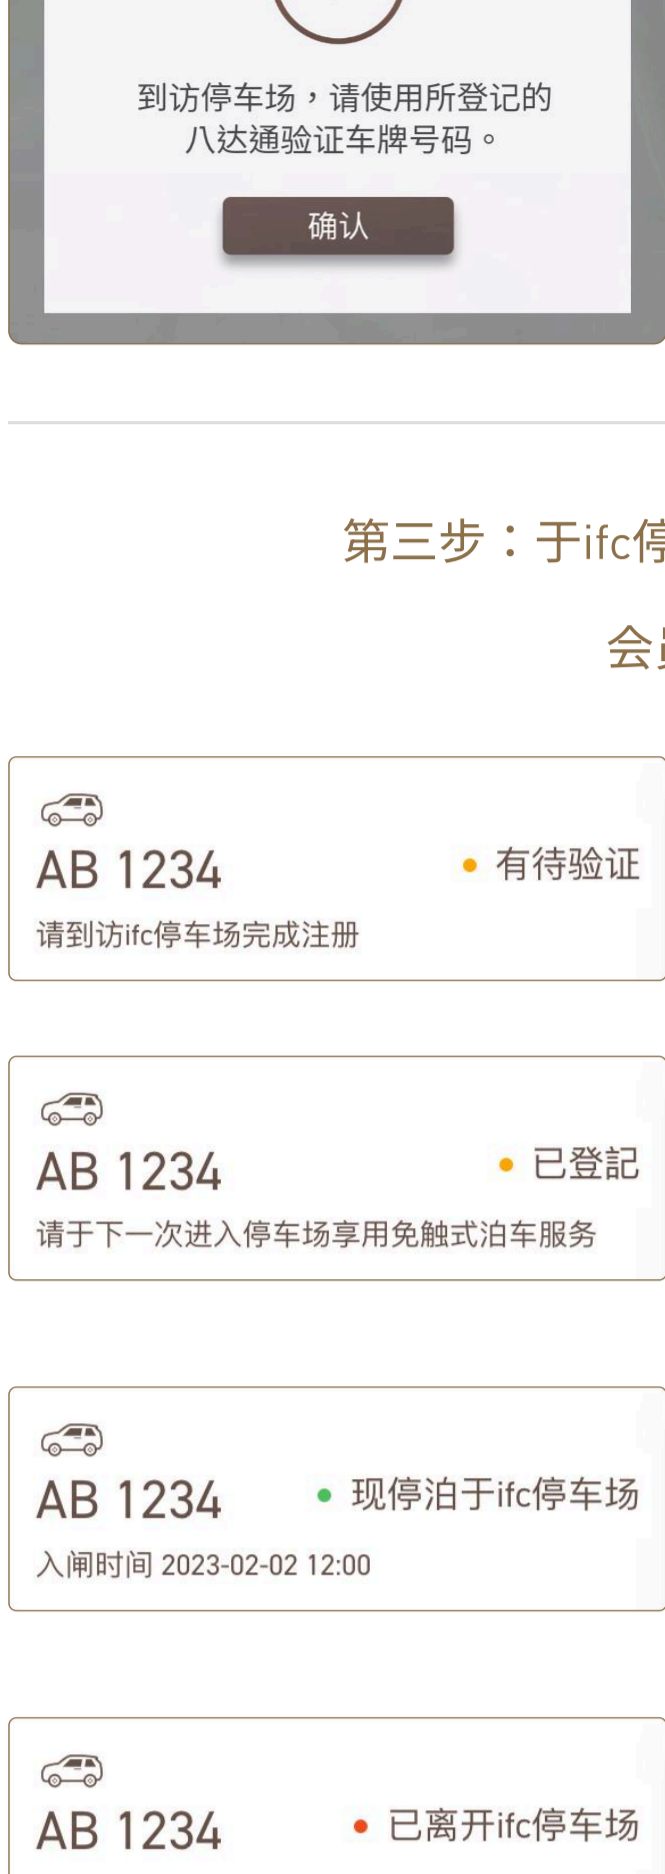 到访停车场，请使用所登记的
八达通验证车牌号码。
确认
第三步：于ifc
会
AB 1234
有待验证
请到访ifc停车场完成注册
AB 1234
已登記
请于下一次进入停车场享用免触式泊车服务
AB 1234
现停泊于ifc停车场
入闸时间 2023-02-02 12:00
AB 1234
已离开ifc停车场